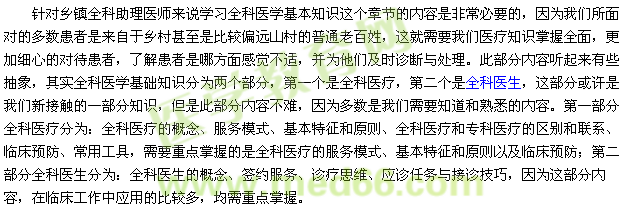 针对乡镇全科助理医师来说学习全科医学基本知识这个章节的内容是非常必要的，因为我们所面
对的多数患者是来自于乡村甚至是比较偏远山村的普通老百姓，这就需要我们医疗知识掌握全面，更
加细心的对待患者，了解患者是哪方面感觉不适，并为他们及时诊断与处理。此部分内容听起来有些
抽象，其实全科医学基础知识分为两个部分，第一个是全科医疗，第二个是全科医生，这部分或许是
我们新接触的一部分知识，但是此部分内容不难，因为多数是我们需要知道和熟悉的内容。第一部分
全科医疗分为：全科医疗的概念、服务模式、基本特征和原则、全科医疗和专科医疗的区别和联系、
临床预防、常用工具，需要重点掌握的是全科医疗的服务模式、基本特征和原则以及临床预防；第二
部分全科医生分为：全科医生的概念、签约服务、诊疗思维、应诊任务与接诊技巧，因为这部分内
容，在临床工作中应用的比较多，均需重点掌握。
www.med66.com